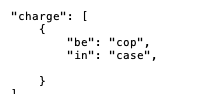 "charge": [
    {
        "be": "cop",
        "in": "case",

    }
]